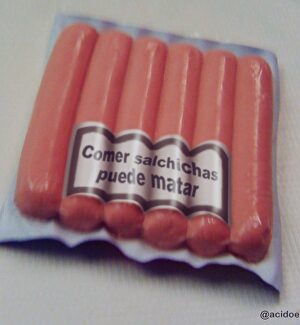 Comer salchichas
puede matar
@acidoe